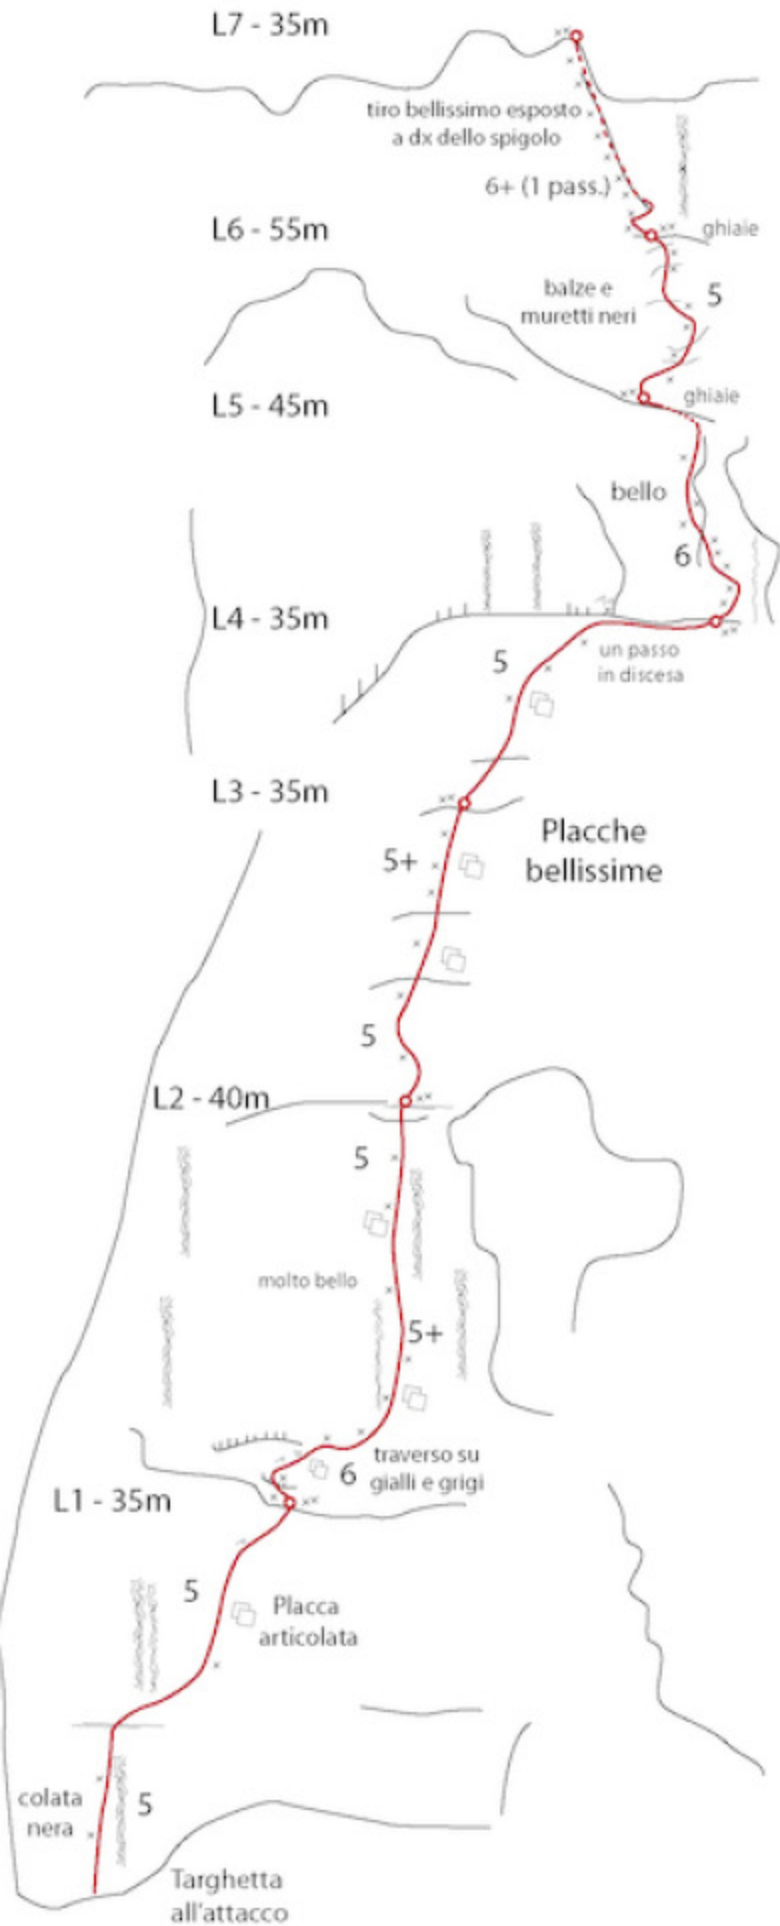 L7 - 35m
tiro bellissimo esposto
a dx dello spigolo
6+ (1 pass.)
L6 - 55m
ghiaie
balze e
muretti neri
5
ghiaie
L5 - 45m
bello
6
L4 - 35m
un passo
in discesa
5
L3 - 35m
Placche
bellissime
5+
5
L2 - 40m
5
molto bello
5+
traverso su
gialli e grigi
6
L1 - 35m
5
Placca
articolata
colata
nera
5
Targhetta
all'attacco